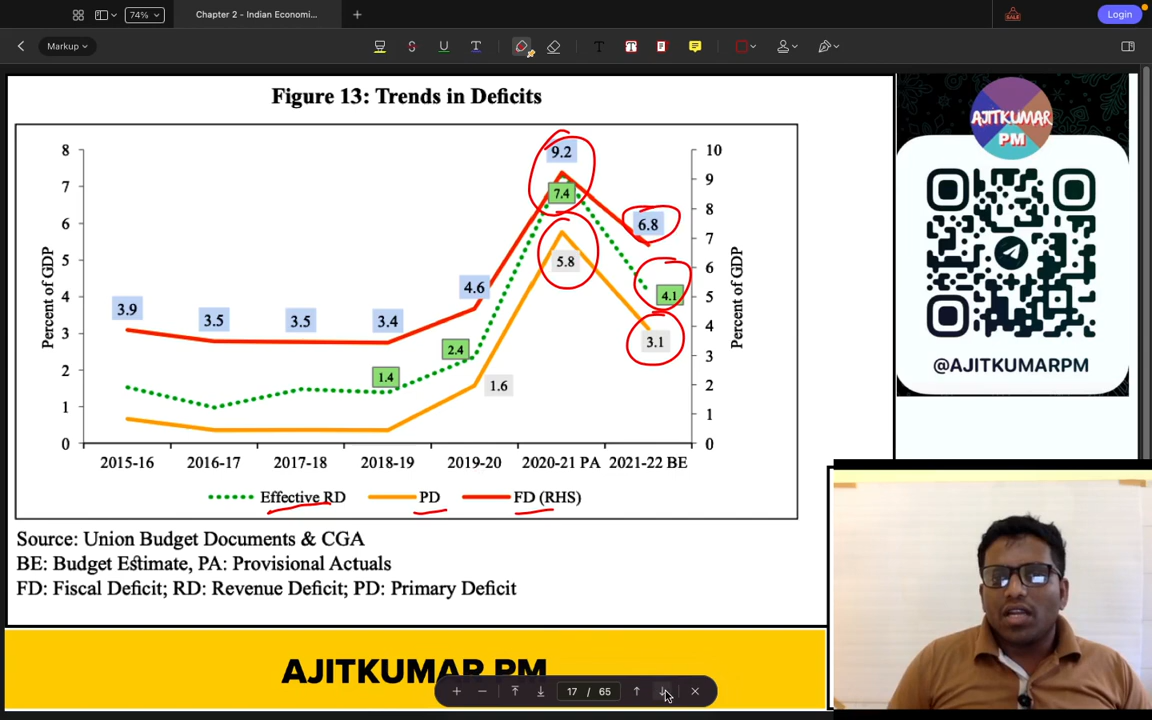 74%
Chapter 2 - Indian Economi...
SALE
Login
Markup
Figure 13: Trends in Deficits
AJITKUMAR
PM
8
7
6
5
4
3
2
1
0
Percent of GDP
10
9
8
7
6
5
4
3
2
1
0
Percent of GDP
9.2
7.4
6.8
5.8
4.6
4.1
3.9
3.5
3.5
3.4
3.1
2.4
1.4
1.6
2015-16 2016-17 2017-18 2018-19 2019-20 2020-21 PA 2021-22 BE
Effective RD PD FD (RHS)
@AJITKUMARPM
Source: Union Budget Documents & CGA
BE: Budget Estimate, PA: Provisional Actuals
FD: Fiscal Deficit; RD: Revenue Deficit; PD: Primary Deficit
AJITKUMAR PM
17 / 65